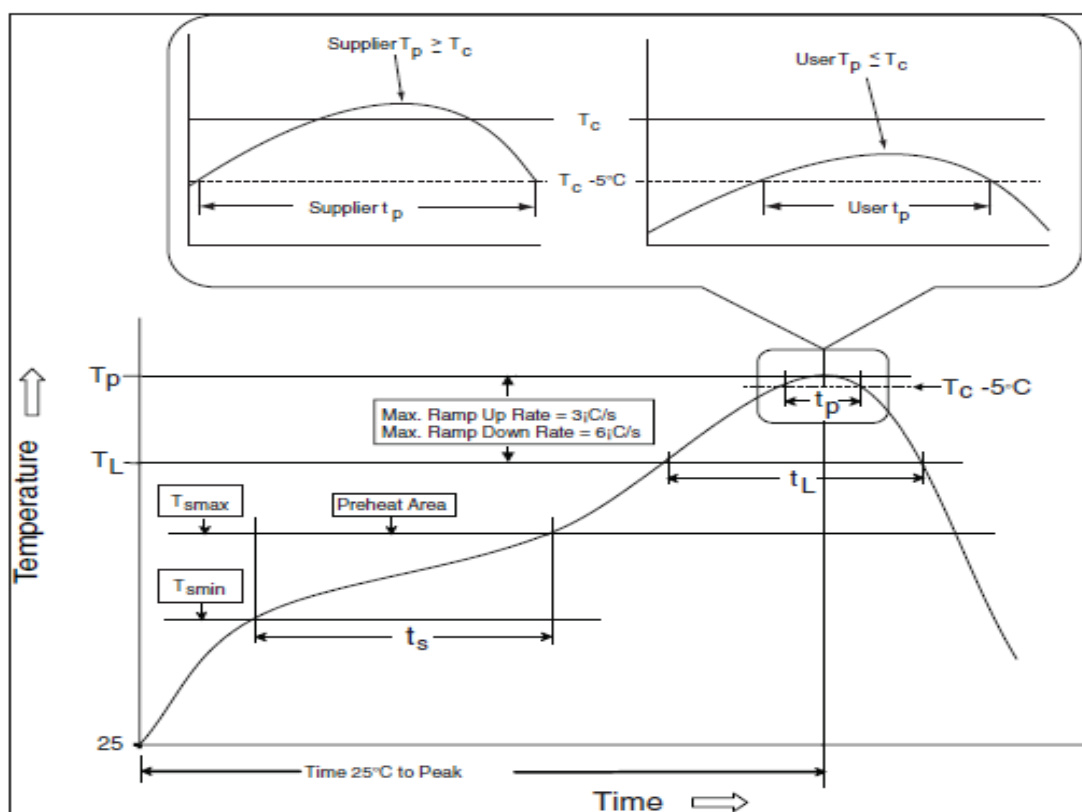 Supplier Tp ≥ Tc
User Tp ≤ Tc
Tc
Tc -5°C
Supplier tp
User tp
Tp
Tc -5°C
tp
Max. Ramp Up Rate = 3¡C/s
Max. Ramp Down Rate = 6¡C/s
TL
tL
Tsmax
Preheat Area
Tsmin
ts
Temperature
25
Time 25°C to Peak
Time